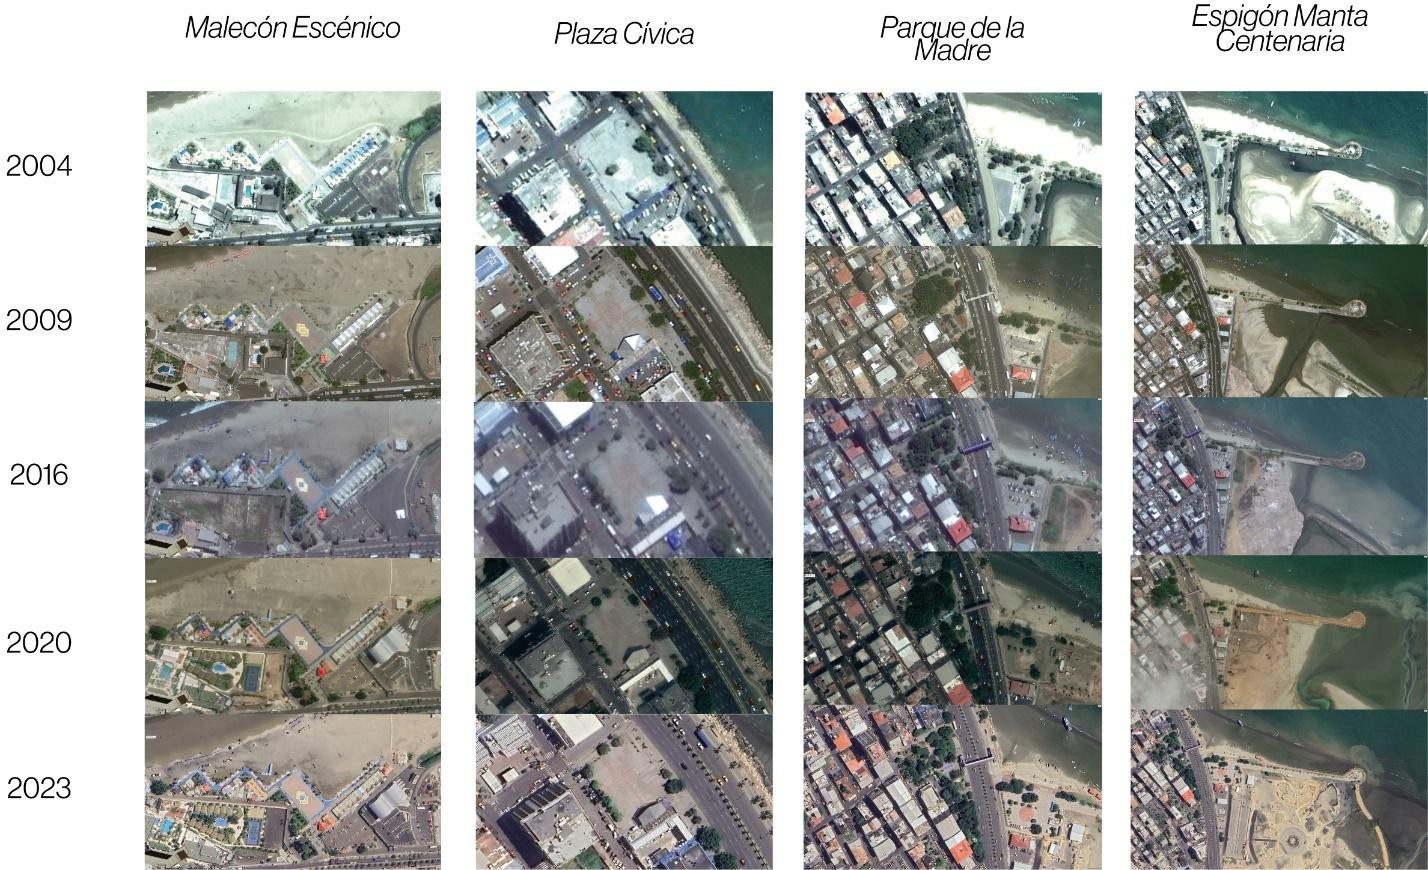 Malecón Escénico
Plaza Cívica
Parque de la
Madre
Espigón Manta
Centenaria
2004
2009
2016
2020
2023